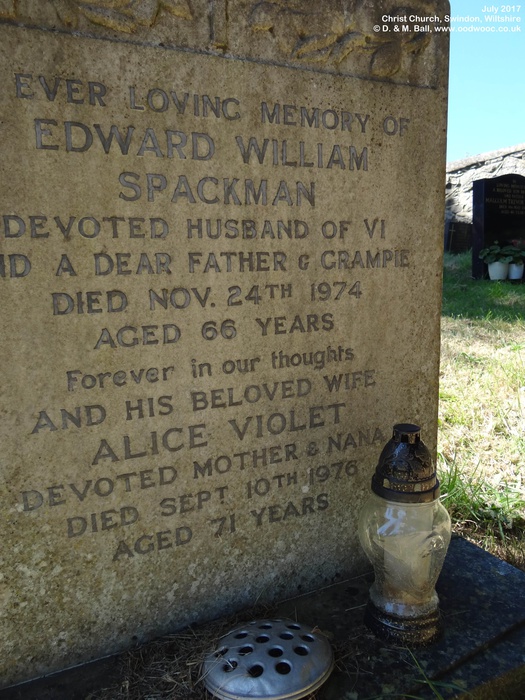 July 2017
Christ Church, Swindon, Wiltshire
© D. & M. Ball, www.oodwooc.co.uk
EVER LOVING MEMORY OF
EDWARD WILLIAM
SPACKMAN
DEVOTED HUSBAND OF VI
ND A DEAR FATHER & GRAMPIE
DIED NOV. 24TH 1974
AGED 66 YEARS
Forever in our thoughts
AND HIS BELOVED WIFE
ALICE VIOLET
DEVOTED MOTHER & NANA
DIED SEPT 10TH 1976
AGED 71 YEARS